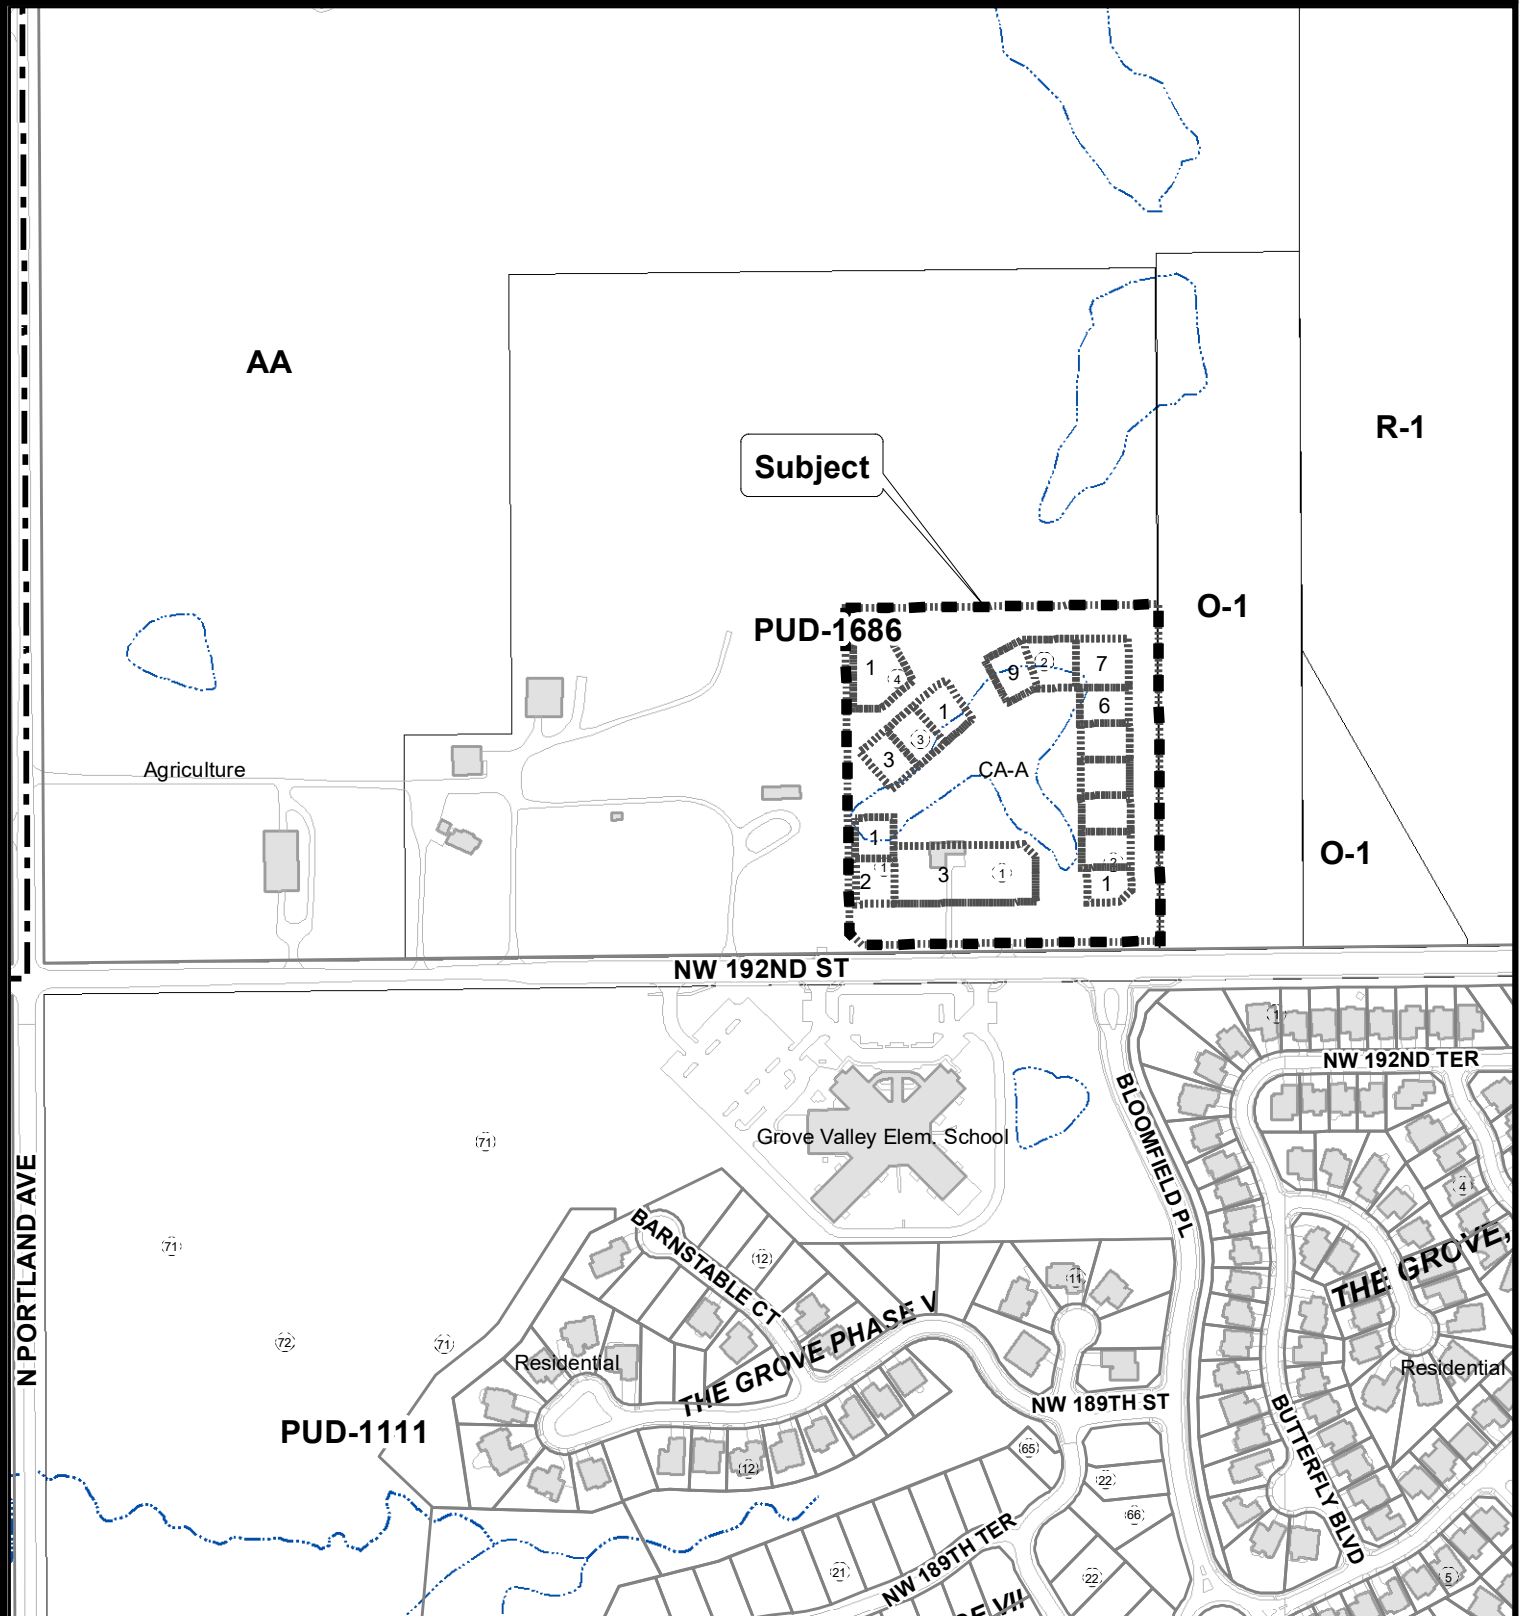 AA
R-1
Subject
O-1
PUD-1686
1
4
9
2
7
6
1
3
3
Agriculture
CA-A
1
O-1
2
1
3
1
2
1
NW 192ND ST
1
NW 192ND TER
BLOOMFIELD PL
Grove Valley Elem. School
71
N PORTLAND AVE
4
BARNSTABLE CT
71
12
THE GROVE,
11
72
71
THE GROVE PHASE V
Residential
Residential
NW 189TH ST
PUD-1111
BUTTERFLY BLVD
65
12
22
66
NW 189TH TER
21
22
5
VII